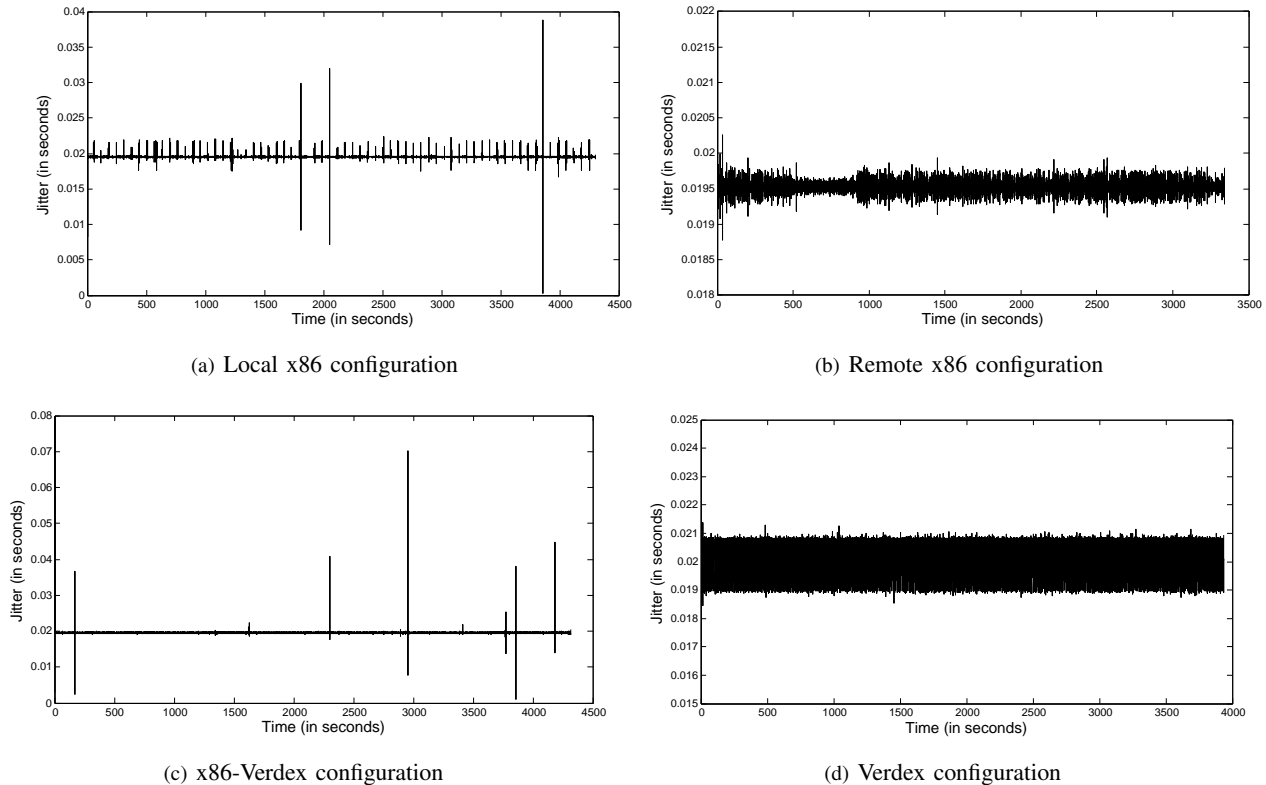 0.04
0.035
0.03
0.025
0.02
0.015
0.01
0.005
0
Jitter (in seconds)
0 500 1000 1500 2000 2500 3000 3500 4000 4500
Time (in seconds)
(a) Local x86 configuration
0.022
0.0215
0.021
0.0205
0.02
0.0195
0.019
0.0185
0.018
Jitter (in seconds)
0 500 1000 1500 2000 2500 3000 3500
Time (in seconds)
(b) Remote x86 configuration
0.08
0.07
0.06
0.05
0.04
0.03
0.02
0.01
0
Jitter (in seconds)
0 500 1000 1500 2000 2500 3000 3500 4000 4500
Time (in seconds)
(c) x86-Verdex configuration
0.025
0.024
0.023
0.022
0.021
0.02
0.019
0.018
0.017
0.016
0.015
Jitter (in seconds)
0 500 1000 1500 2000 2500 3000 3500 4000
Time (in seconds)
(d) Verdex configuration